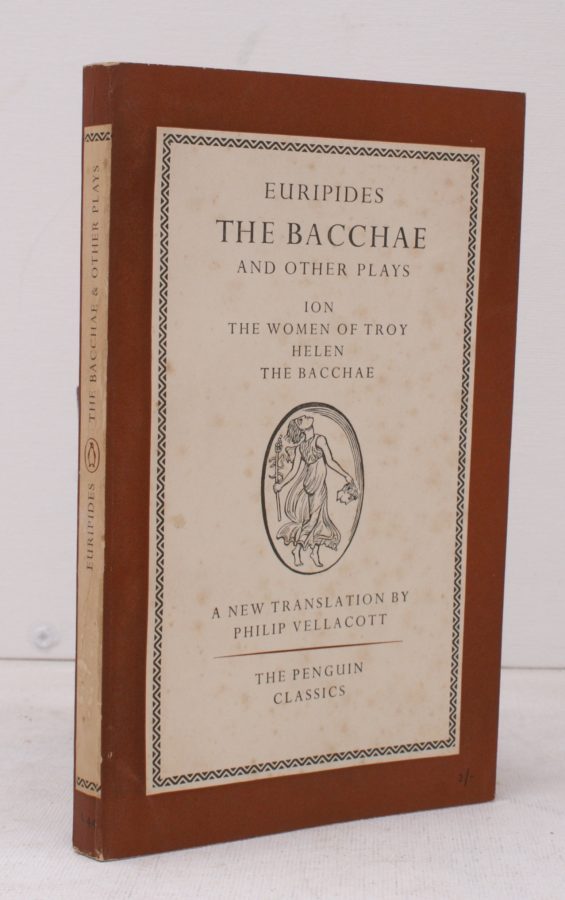 EURIPIDES
THE BACCHAE
AND OTHER PLAYS
ION
THE WOMEN OF TROY
HELEN
THE BACCHAE
A NEW TRANSLATION BY
PHILIP VELLACOTT
THE PENGUIN
CLASSICS
EURIPIDES THE BACCHAE & OTHER PLAYS